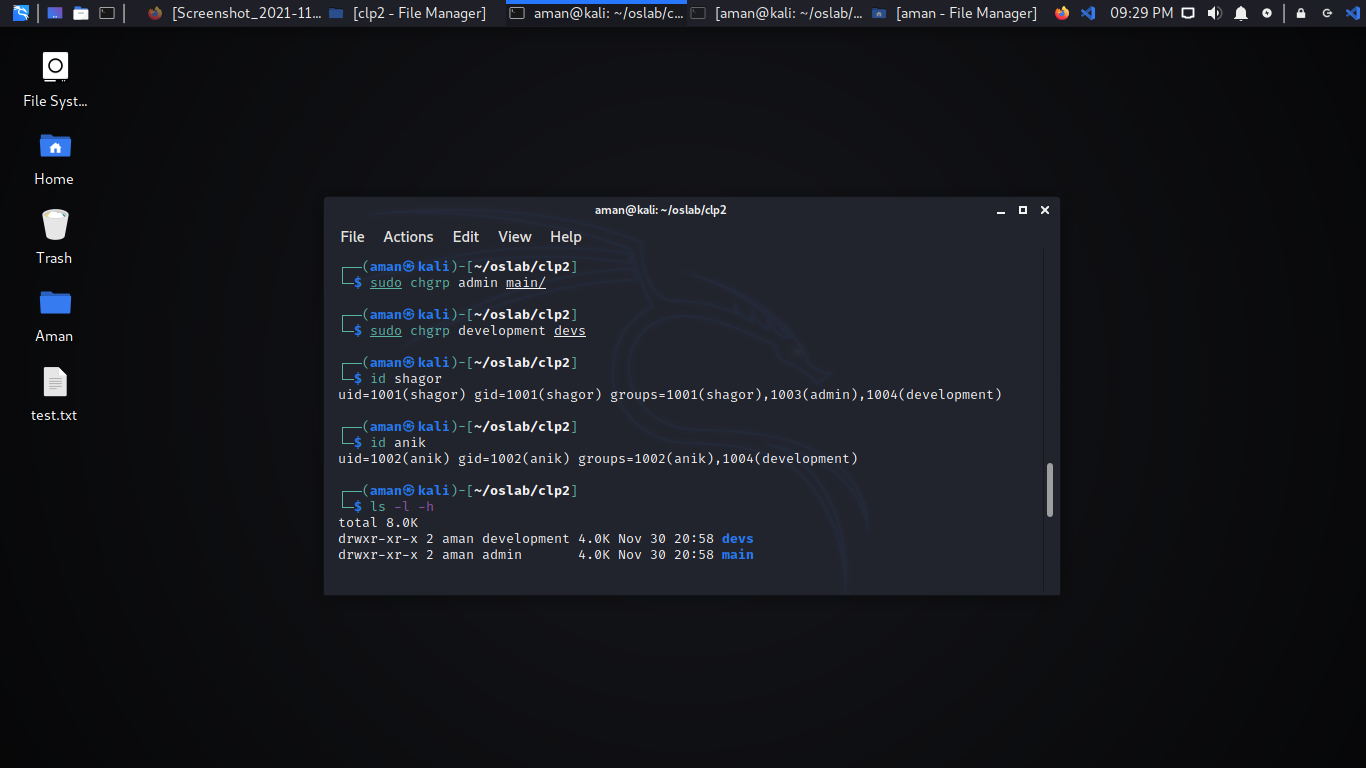 [Screenshot_2021-11... [clp2 - File Manager] aman@kali: ~/oslab/c... [aman@kali: ~/oslab/... [aman - File Manager] 09:29 PM
File Syst...
Home
Trash
Aman
test.txt
aman@kali: ~/oslab/clp2
File Actions Edit View Help
┌──(aman㉿kali)-[~/oslab/clp2]
└─$ sudo chgrp admin main/
┌──(aman㉿kali)-[~/oslab/clp2]
└─$ sudo chgrp development devs
┌──(aman㉿kali)-[~/oslab/clp2]
└─$ id shagor
uid=1001(shagor) gid=1001(shagor) groups=1001(shagor),1003(admin),1004(development)
┌──(aman㉿kali)-[~/oslab/clp2]
└─$ id anik
uid=1002(anik) gid=1002(anik) groups=1002(anik),1004(development)
┌──(aman㉿kali)-[~/oslab/clp2]
└─$ ls -l -h
total 8.0K
drwxr-xr-x 2 aman development 4.0K Nov 30 20:58 devs
drwxr-xr-x 2 aman admin       4.0K Nov 30 20:58 main